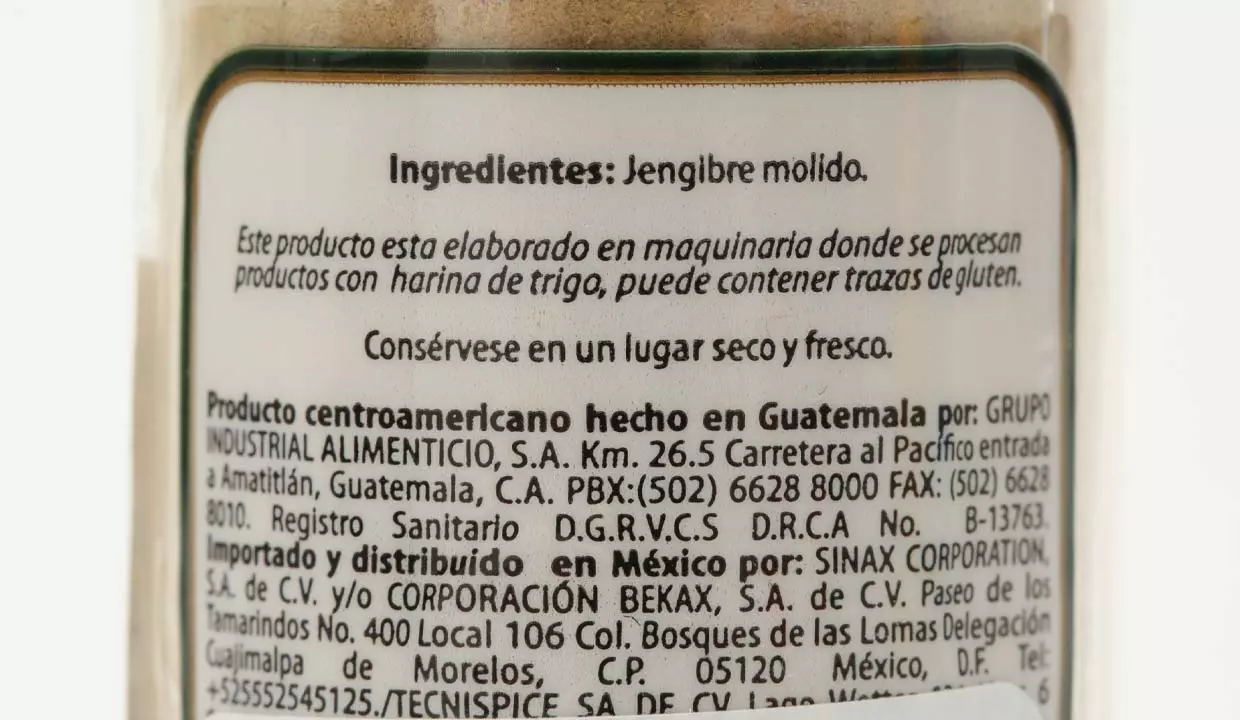 Ingredientes: Jengibre molido.
Este producto esta elaborado en maquinaria donde se procesan
productos con harina de trigo, puede contener trazas de gluten.
Consérvese en un lugar seco y fresco.
Producto centroamericano hecho en Guatemala por: GRUPO
INDUSTRIAL ALIMENTICIO, S.A. Km. 26.5 Carretera al Pacífico entrada
a Amatitlán, Guatemala, C.A. PBX:(502) 6628 8000 FAX: (502) 6628
8010. Registro Sanitario D.G.R.V.C.S D.R.C.A No. B-13763.
Importado y distribuido en México por: SINAX CORPORATION,
S.A. de C.V. y/o CORPORACIÓN BEKAX, S.A. de C.V. Paseo de los
Tamarindos No. 400 Local 106 Col. Bosques de las Lomas Delegación
Cuajimalpa de Morelos, C.P. 05120 México, D.F. Tel:
+525552545125./TECNISPICE SA DE CV Lago 6